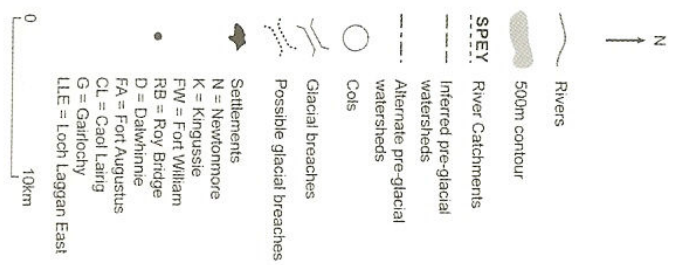 N
Rivers
500m contour
SPEY River Catchments
Inferred pre-glacial
watersheds
Alternate pre-glacial
watersheds
Cols
Glacial breaches
Possible glacial breaches
Settlements
N = Newtonmore
K = Kingussie
FW = Fort William
RB = Roy Bridge
D = Dalwhinnie
FA = Fort Augustus
CL = Caol Lairig
G = Gairlochy
LLE = Loch Laggan East
0 10km